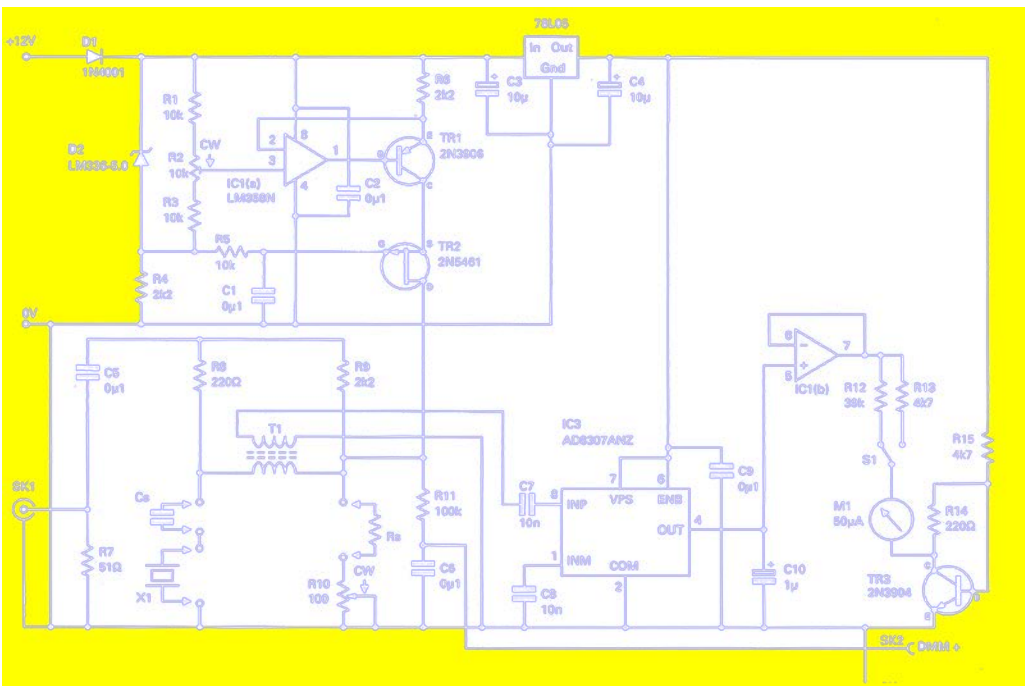 78L05
+12V
D1
1N4001
In Out
Gnd
R6
2k2
C3
10µ
+
C4
10µ
+
R1
10k
D2
LM336-5.0
R2
10k
CW
2
3
8
1
4
IC1(a)
LM358N
C2
0µ1
e
b
c
TR1
2N3906
R3
10k
R5
10k
G
S
D
TR2
2N5461
R4
2k2
C1
0µ1
0V
C5
0µ1
R8
220Ω
R9
2k2
T1
6
5
7
IC1(b)
R12
39k
R13
4k7
IC3
AD8307ANZ
R15
4k7
S1
SK1
Cs
R11
100k
C7
10n
8
INP
7
VPS
6
ENB
C9
0µ1
OUT
4
M1
50µA
R14
220Ω
Rs
R7
51Ω
X1
R10
100
CW
C6
0µ1
1
INM
COM
2
C8
10n
+
C10
1µ
TR3
2N3904
c
b
e
SK2
DMM +